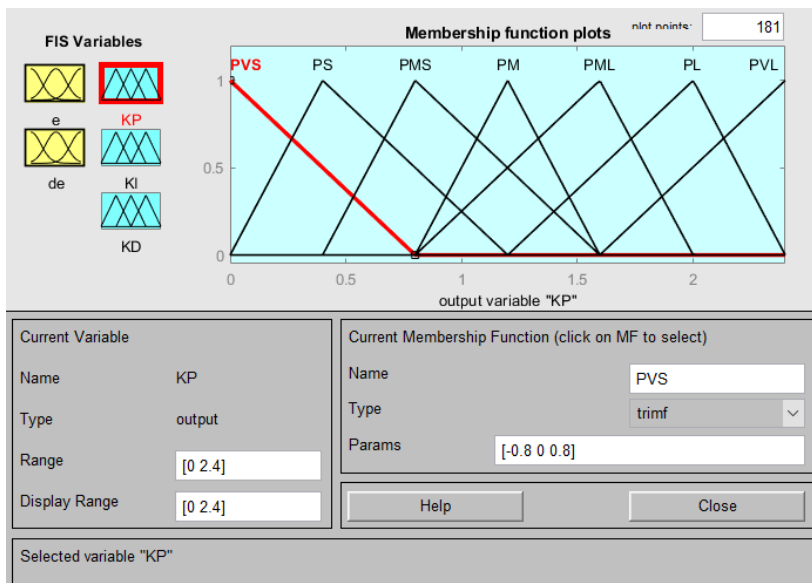 FIS Variables
Membership function plots
plot points:
181
e
KP
de
KI
KD
PVS PS PMS PM PML PL PVL
1
0.5
0
0 0.5 1 1.5 2
output variable "KP"
Current Variable
Name KP
Type output
Range [0 2.4]
Display Range [0 2.4]
Current Membership Function (click on MF to select)
Name PVS
Type trimf
Params [-0.8 0 0.8]
Help Close
Selected variable "KP"